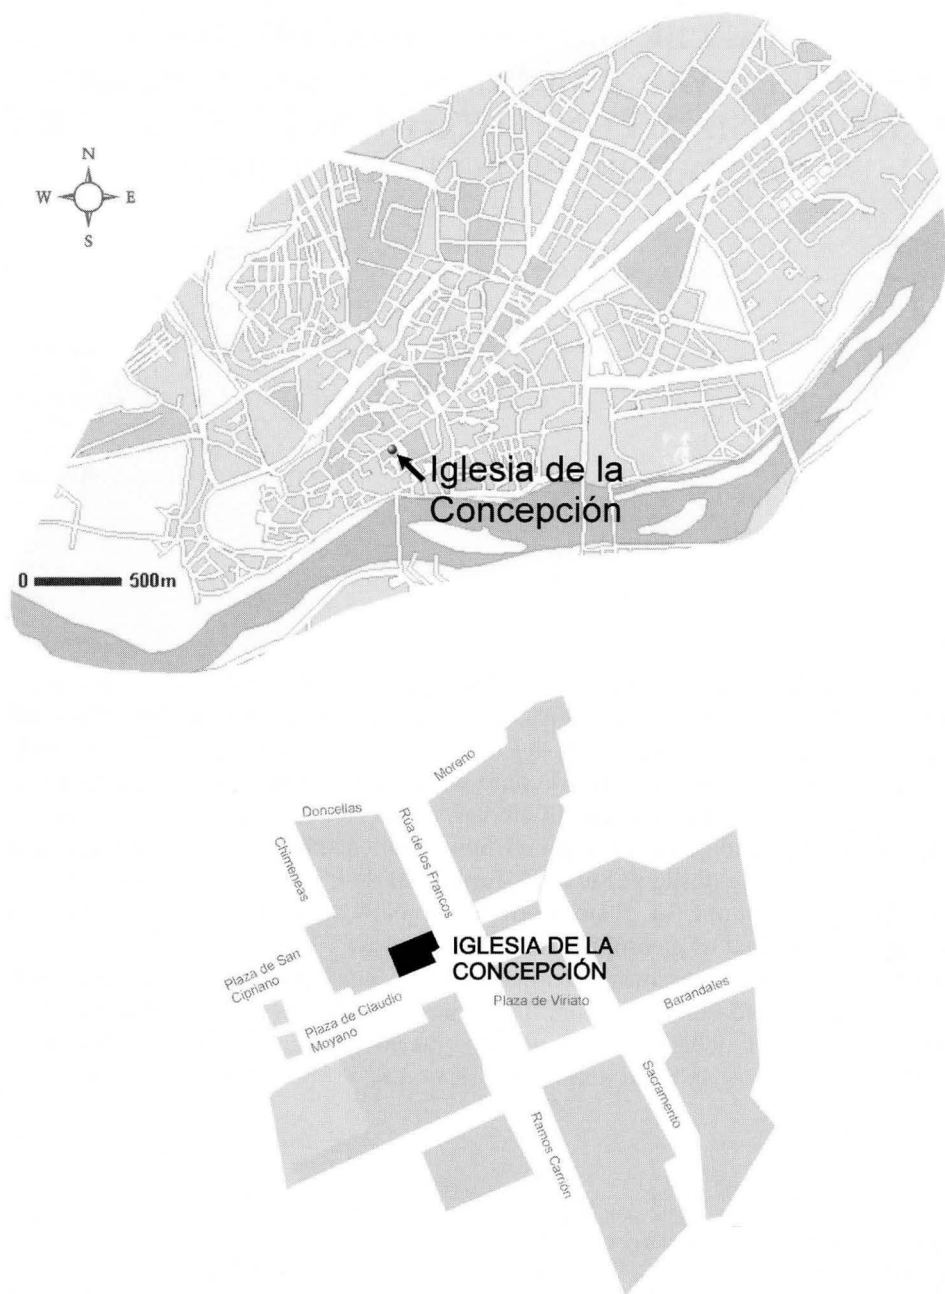 N
W E
S
Iglesia de la
Concepción
0 500m
Moreno
Doncellas
Rúa de los Francos
Chimeneas
IGLESIA DE LA
CONCEPCIÓN
Plaza de San
Cipriano
Plaza de Viriato
Barandales
Plaza de Claudio
Moyano
Sacramento
Ramos Carrión